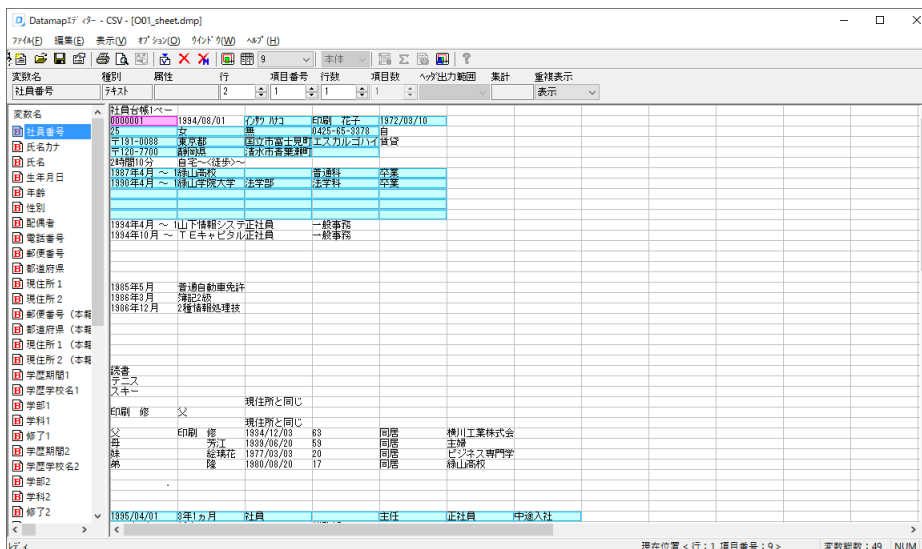 Datamapｴﾃﾞｨﾀｰ - CSV - [O01_sheet.dmp]
ﾌｧｲﾙ(F) 編集(E) 表示(V) ｵﾌﾟｼｮﾝ(O) ｳｲﾝﾄﾞｳ(W) ﾍﾙﾌﾟ(H)
9 本体
変数名 種別 属性 行 項目番号 行数 項目数 ﾍｯﾀﾞ出力範囲 集計 重複表示
社員番号 ﾃｷｽﾄ 2 1 1 1 表示
変数名
社員番号
氏名カナ
氏名
生年月日
年齢
性別
配偶者
電話番号
郵便番号
都道府県
現住所1
現住所2
郵便番号（本籍
都道府県（本籍
現住所1（本籍
現住所2（本籍
学歴期間1
学歴学校名1
学部1
学科1
修了1
学歴期間2
学歴学校名2
学部2
学科2
修了2
社員台帳1ペー
0000001 1994/08/01 ｲﾝｻﾂ ﾊﾅｺ 印刷 花子 1972/03/10
25 女 無 0425-65-3378 自
〒191-0088 東京都 国立市富士見町 エスカルゴハイ 賃貸
〒120-7700 静岡県 清水市青葉瀬町
2時間10分 自宅～<徒歩>～
1987年4月 ～ 1 緑山高校 普通科 卒業
1990年4月 ～ 1 緑山学院大学 法学部 法学科 卒業
1994年4月 ～ 1 山下情報システ 正社員 一般事務
1994年10月 ～ ＴＥキャピタル 正社員 一般事務
1985年5月 普通自動車免許
1986年3月 簿記2級
1986年12月 2種情報処理技
読書
テニス
スキー
現住所と同じ
印刷 修 父
現住所と同じ
父 印刷 修 1934/12/03 63 同居 横川工業株式会
母 芳江 1939/06/20 59 同居 主婦
妹 絵璃花 1977/03/03 20 同居 ビジネス専門学
弟 隆 1980/08/20 17 同居 緑山高校
1995/04/01 3年1ヵ月 社員 主任 正社員 中途入社
ﾚﾃﾞｨ 現在位置 < 行：1 項目番号：9 > 変数総数：49 NUM